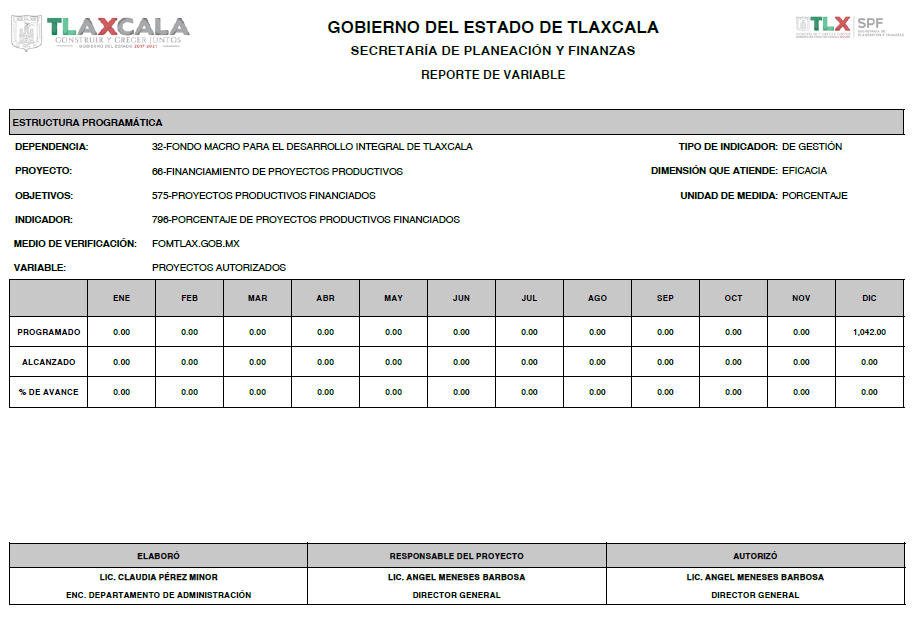 TLAXCALA
CONSTRUIR Y CRECER JUNTOS
GOBIERNO DEL ESTADO 2017-2021
GOBIERNO DEL ESTADO DE TLAXCALA
SECRETARÍA DE PLANEACIÓN Y FINANZAS
REPORTE DE VARIABLE
TLX SPF
ESTRUCTURA PROGRAMÁTICA
DEPENDENCIA: 32-FONDO MACRO PARA EL DESARROLLO INTEGRAL DE TLAXCALA TIPO DE INDICADOR: DE GESTIÓN
PROYECTO: 66-FINANCIAMIENTO DE PROYECTOS PRODUCTIVOS DIMENSIÓN QUE ATIENDE: EFICACIA
OBJETIVOS: 575-PROYECTOS PRODUCTIVOS FINANCIADOS UNIDAD DE MEDIDA: PORCENTAJE
INDICADOR: 796-PORCENTAJE DE PROYECTOS PRODUCTIVOS FINANCIADOS
MEDIO DE VERIFICACIÓN: FOMTLAX.GOB.MX
VARIABLE: PROYECTOS AUTORIZADOS
ENE FEB MAR ABR MAY JUN JUL AGO SEP OCT NOV DIC
PROGRAMADO 0.00 0.00 0.00 0.00 0.00 0.00 0.00 0.00 0.00 0.00 0.00 1,042.00
ALCANZADO 0.00 0.00 0.00 0.00 0.00 0.00 0.00 0.00 0.00 0.00 0.00 0.00
% DE AVANCE 0.00 0.00 0.00 0.00 0.00 0.00 0.00 0.00 0.00 0.00 0.00 0.00
ELABORÓ RESPONSABLE DEL PROYECTO AUTORIZÓ
LIC. CLAUDIA PÉREZ MINOR LIC. ANGEL MENESES BARBOSA LIC. ANGEL MENESES BARBOSA
ENC. DEPARTAMENTO DE ADMINISTRACIÓN DIRECTOR GENERAL DIRECTOR GENERAL